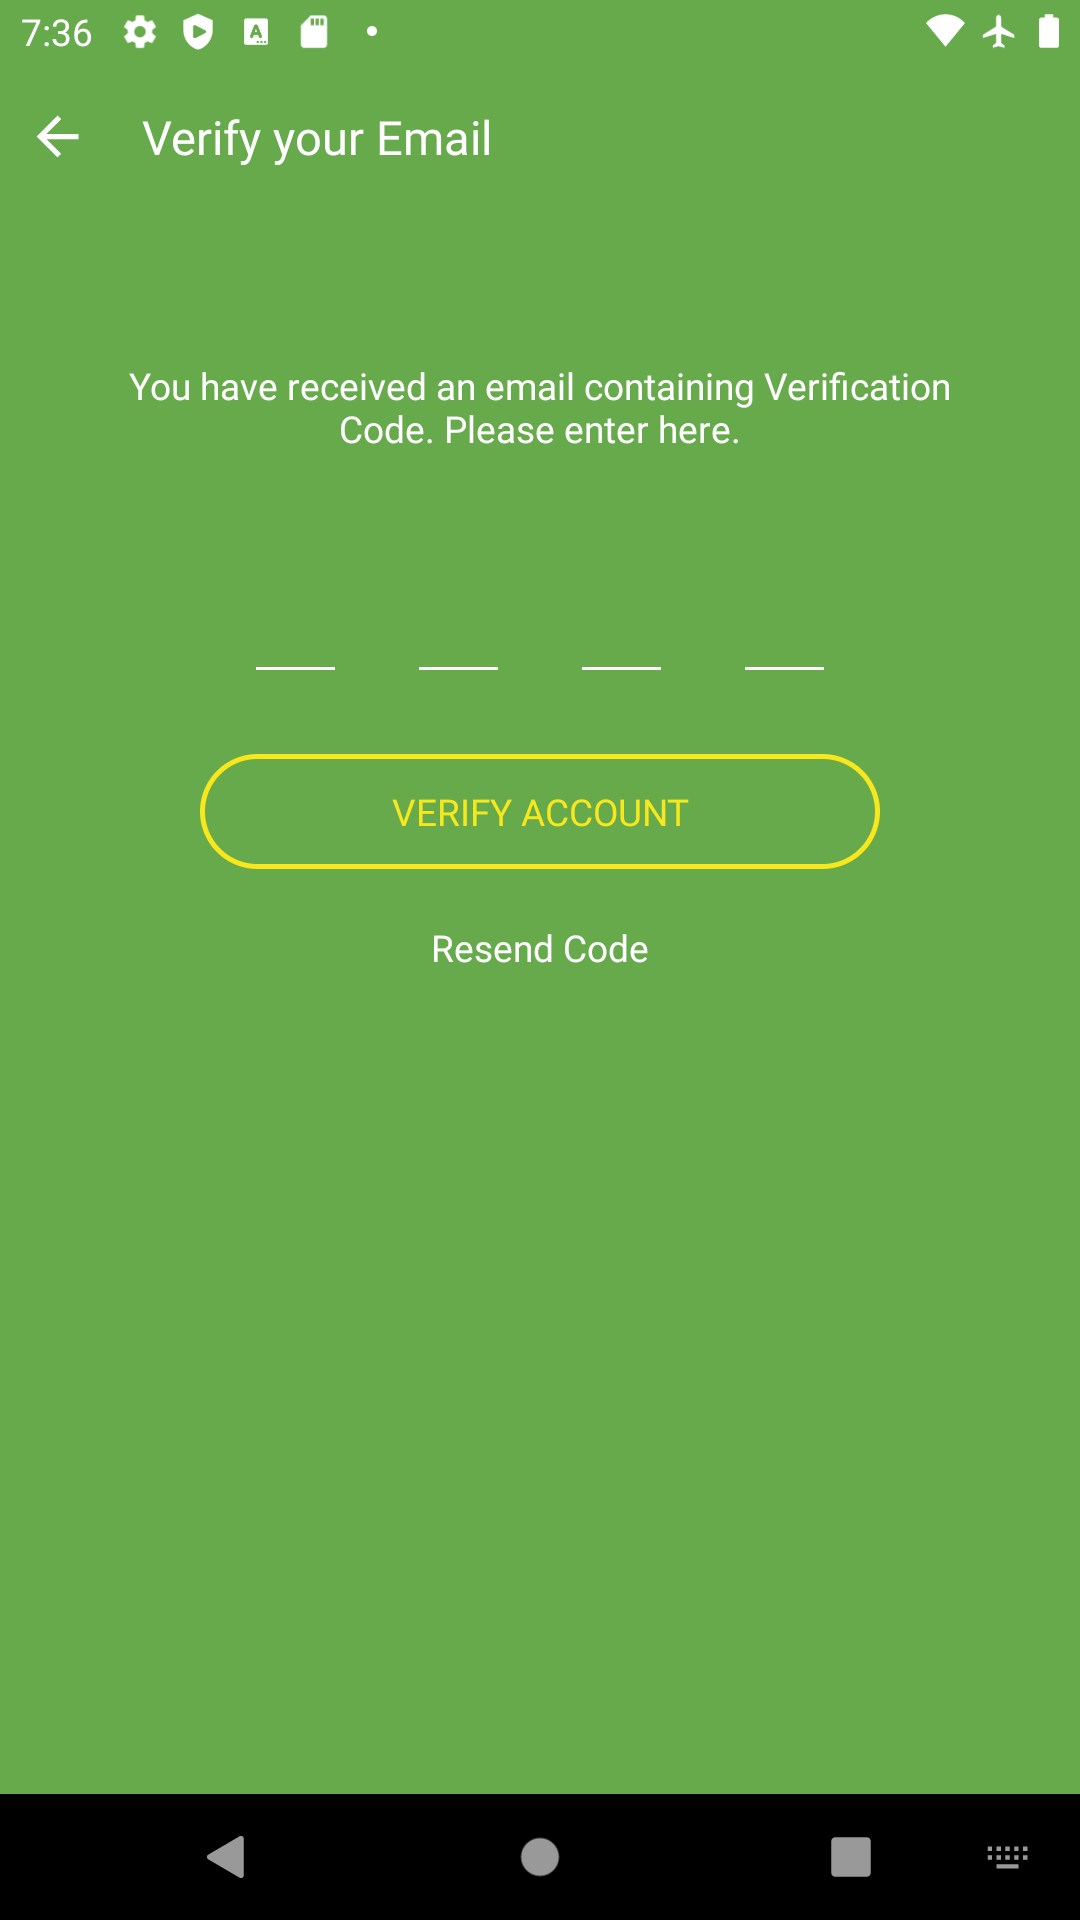 7:36
Verify your Email
You have received an email containing Verification
Code. Please enter here.
VERIFY ACCOUNT
Resend Code